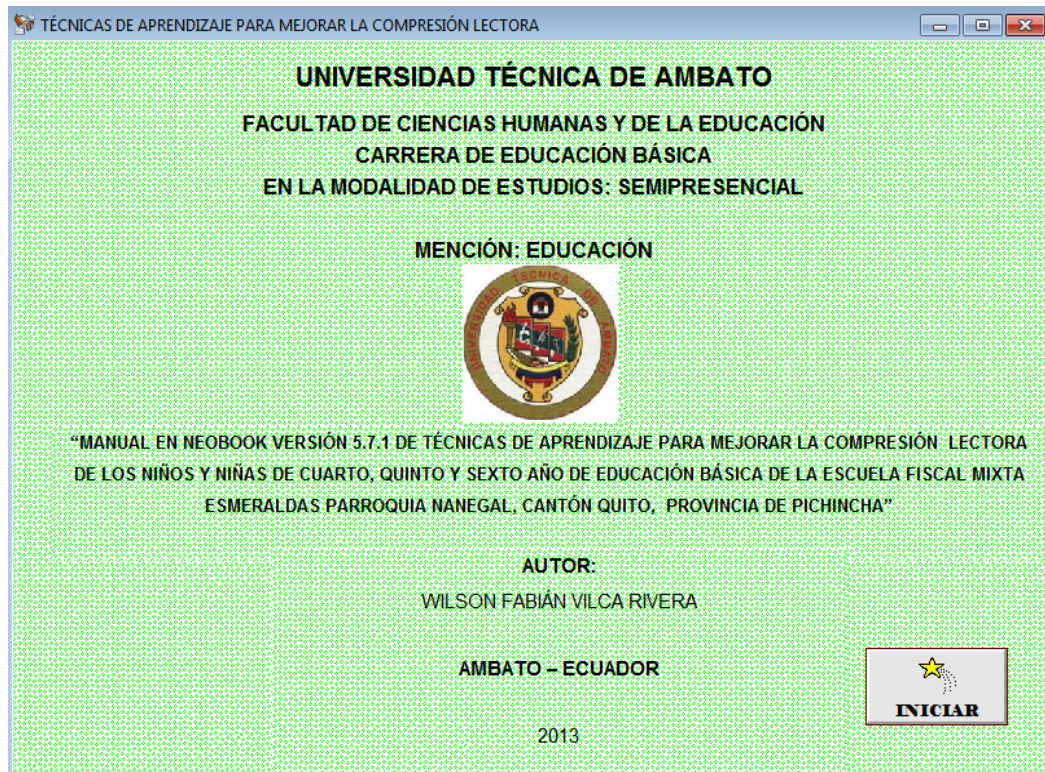 TÉCNICAS DE APRENDIZAJE PARA MEJORAR LA COMPRESIÓN LECTORA
UNIVERSIDAD TÉCNICA DE AMBATO
FACULTAD DE CIENCIAS HUMANAS Y DE LA EDUCACIÓN
CARRERA DE EDUCACIÓN BÁSICA
EN LA MODALIDAD DE ESTUDIOS: SEMIPRESENCIAL
MENCIÓN: EDUCACIÓN
UNIVERSIDAD TECNICA DE AMBATO
“MANUAL EN NEOBOOK VERSIÓN 5.7.1 DE TÉCNICAS DE APRENDIZAJE PARA MEJORAR LA COMPRESIÓN LECTORA
DE LOS NIÑOS Y NIÑAS DE CUARTO, QUINTO Y SEXTO AÑO DE EDUCACIÓN BÁSICA DE LA ESCUELA FISCAL MIXTA
ESMERALDAS PARROQUIA NANEGAL, CANTÓN QUITO, PROVINCIA DE PICHINCHA”
AUTOR:
WILSON FABIÁN VILCA RIVERA
AMBATO – ECUADOR
INICIAR
2013